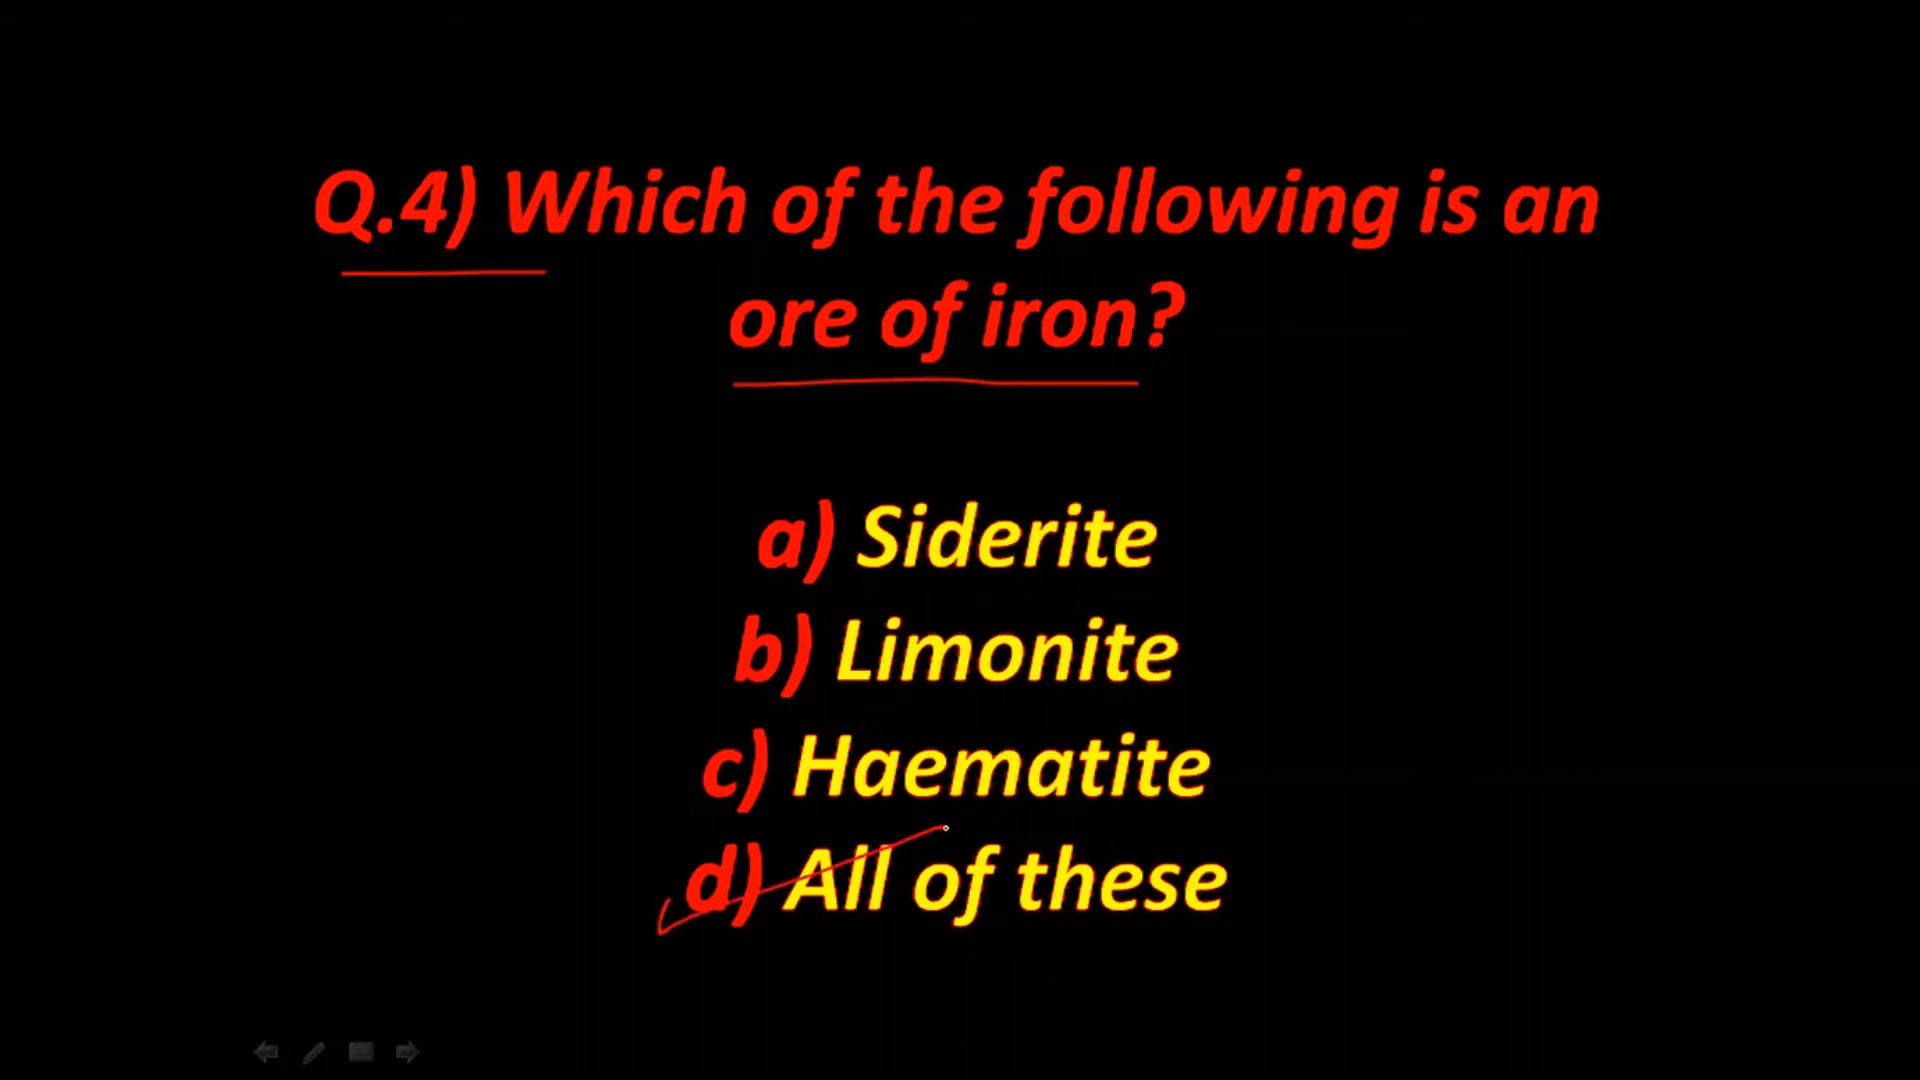 Q.4) Which of the following is an
ore of iron?
a) Siderite
b) Limonite
c) Haematite
d) All of these